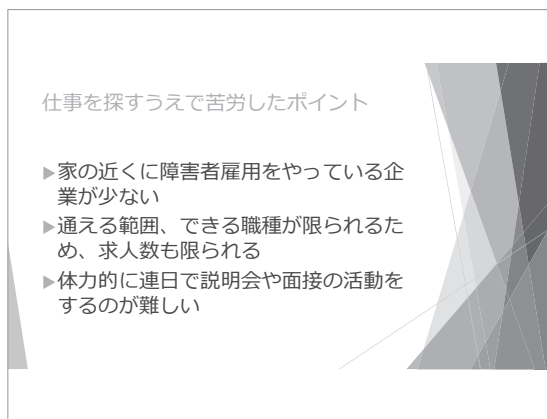 仕事を探すうえで苦労したポイント
▶家の近くに障害者雇用をやっている企
業が少ない
▶通える範囲、できる職種が限られるた
め、求人数も限られる
▶体力的に連日で説明会や面接の活動を
するのが難しい